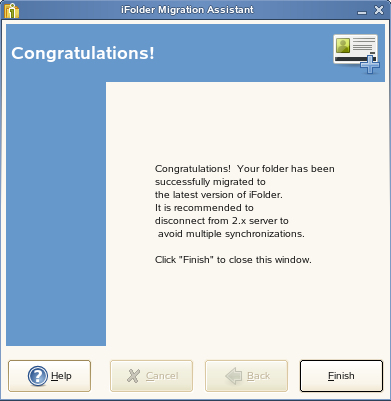 iFolder Migration Assistant
Congratulations!
Congratulations!  Your folder has been
successfully migrated to
the latest version of iFolder.
It is recommended to
disconnect from 2.x server to
avoid multiple synchronizations.
Click "Finish" to close this window.
Help
Cancel
Back
Finish